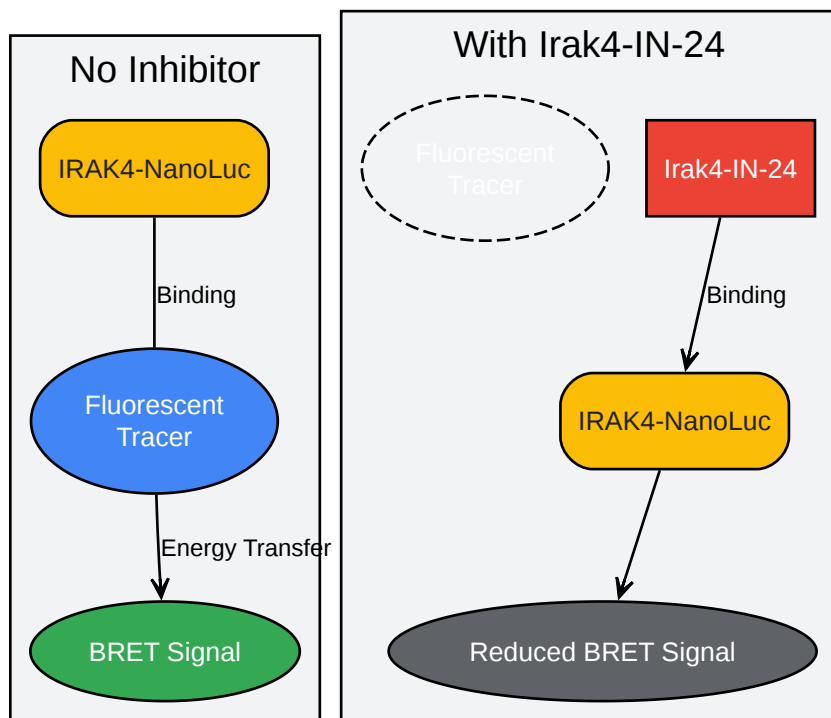 No Inhibitor
IRAK4-NanoLuc
Binding
Fluorescent
Tracer
Energy Transfer
BRET Signal
With Irak4-IN-24
Fluorescent
Tracer
Irak4-IN-24
Binding
IRAK4-NanoLuc
Reduced BRET Signal